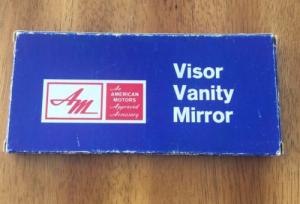 AM
An
AMERICAN
MOTORS
Approved
Accessory
Visor
Vanity
Mirror